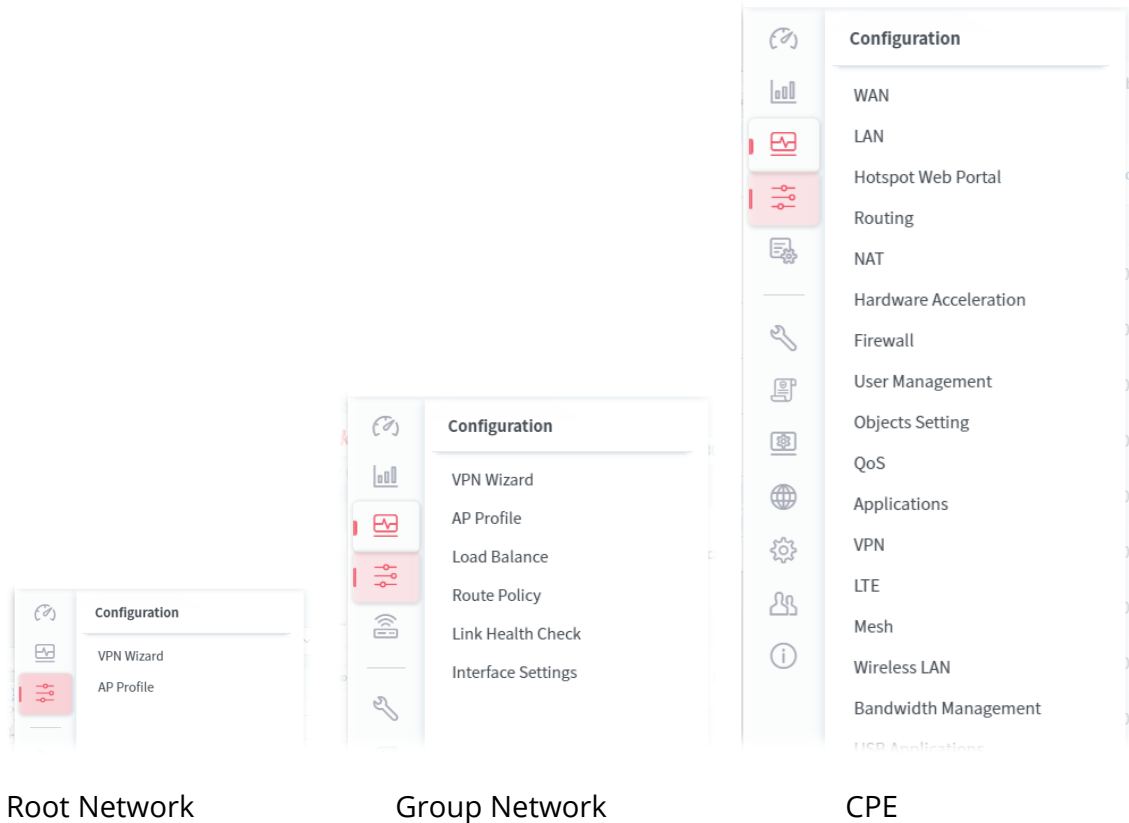 Configuration
WAN
LAN
Hotspot Web Portal
Routing
NAT
Hardware Acceleration
Firewall
User Management
Objects Setting
QoS
Applications
VPN
LTE
Mesh
Wireless LAN
Bandwidth Management
USB Applications
Configuration
VPN Wizard
AP Profile
Load Balance
Route Policy
Link Health Check
Interface Settings
Configuration
VPN Wizard
AP Profile
Root Network
Group Network
CPE